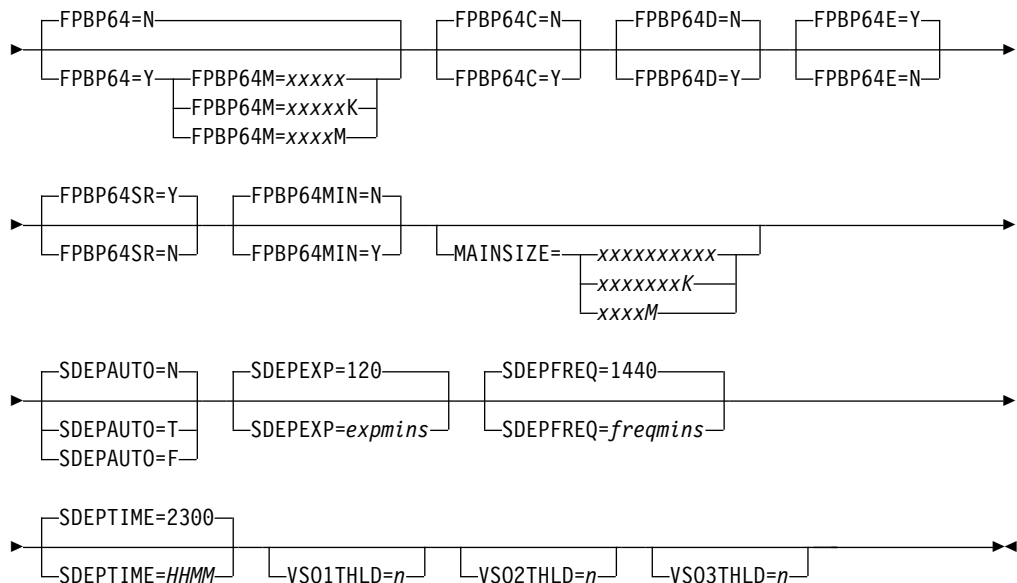 FPBP64=N FPBP64C=N FPBP64D=N FPBP64E=Y
FPBP64=Y FPBP64M=xxxxx FPBP64C=Y FPBP64D=Y FPBP64E=N
FPBP64M=xxxxxK
FPBP64M=xxxxM
FPBP64SR=Y FPBP64MIN=N
FPBP64SR=N FPBP64MIN=Y MAINSIZE= xxxxxxxxxx
xxxxxxxK
xxxxM
SDEPAUTO=N SDEPEXP=120 SDEPFREQ=1440
SDEPAUTO=T SDEPEXP=expmins SDEPFREQ=freqmins
SDEPAUTO=F
SDEPTIME=2300
SDEPTIME=HHMM VSO1THLD=n VSO2THLD=n VSO3THLD=n